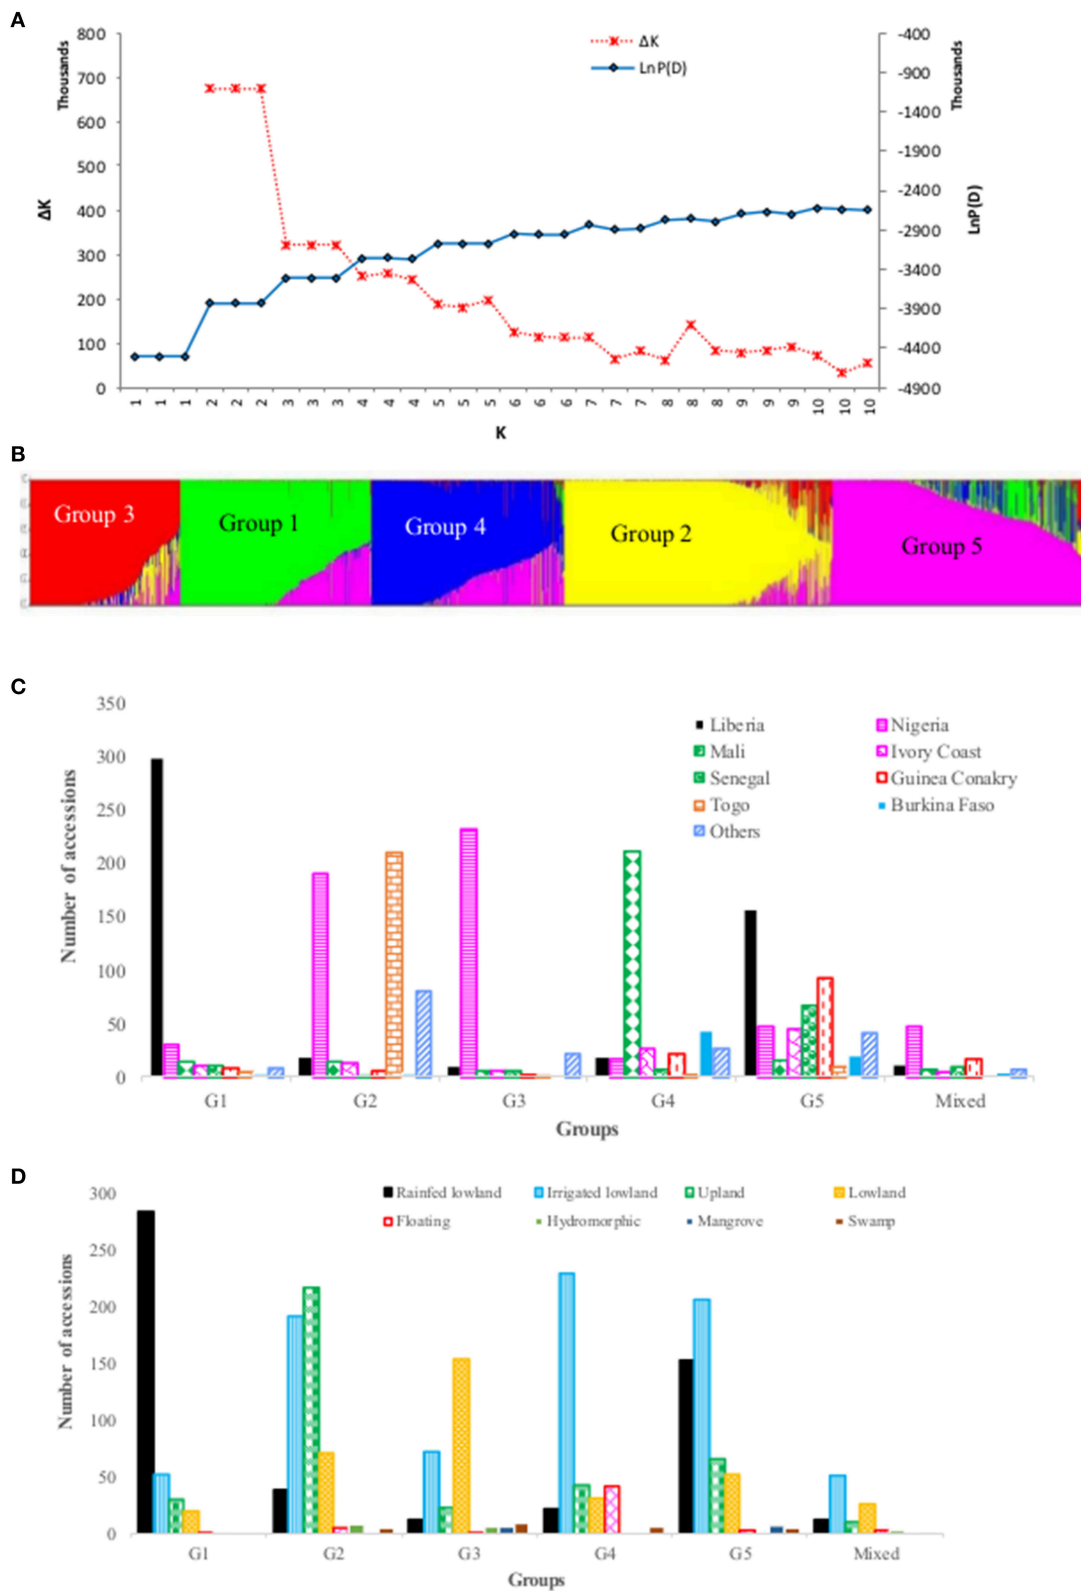 A
800
700
600
500
400
300
200
100
0
Thousands
ΔK
ΔK
LnP(D)
-400
-900
-1400
-1900
-2400
-2900
-3400
-3900
-4400
-4900
Thousands
LnP(D)
1 1 1 2 2 2 3 3 3 4 4 4 5 5 5 6 6 6 7 7 7 8 8 8 9 9 9 10 10 10
K
B
Group 3
Group 1
Group 4
Group 2
Group 5
C
350
300
250
200
150
100
50
0
Number of accessions
Liberia Nigeria
Mali Ivory Coast
Senegal Guinea Conakry
Togo Burkina Faso
Others
G1 G2 G3 G4 G5 Mixed
Groups
D
300
250
200
150
100
50
0
Number of accessions
Rainfed lowland Irrigated lowland Upland Lowland
Floating Hydromorphic Mangrove Swamp
G1 G2 G3 G4 G5 Mixed
Groups